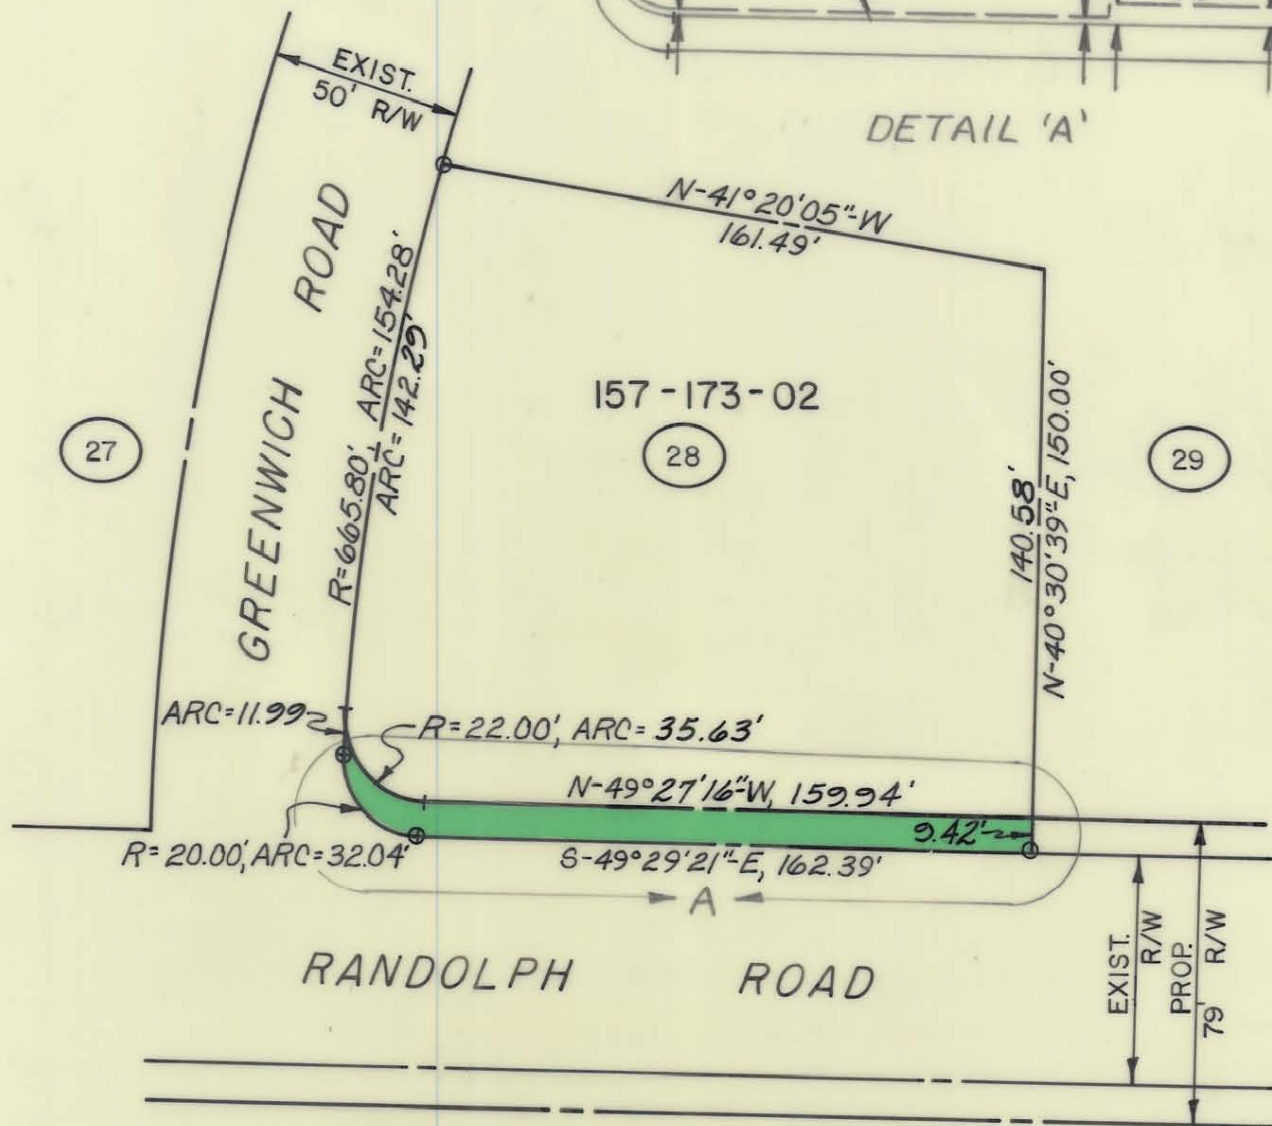 EXIST.
50' R/W
DETAIL 'A'
N-41°20'05"-W
161.49'
GREENWICH ROAD
R=665.80', ARC=154.28'
ARC=142.29'
157-173-02
27
28
29
140.58'
N-40°30'39"-E, 150.00'
ARC=11.99
R=22.00', ARC=35.63'
N-49°27'16"-W, 159.94'
9.42'
R=20.00', ARC=32.04'
S-49°29'21"-E, 162.39'
A
RANDOLPH ROAD
EXIST.
R/W
PROP.
79' R/W